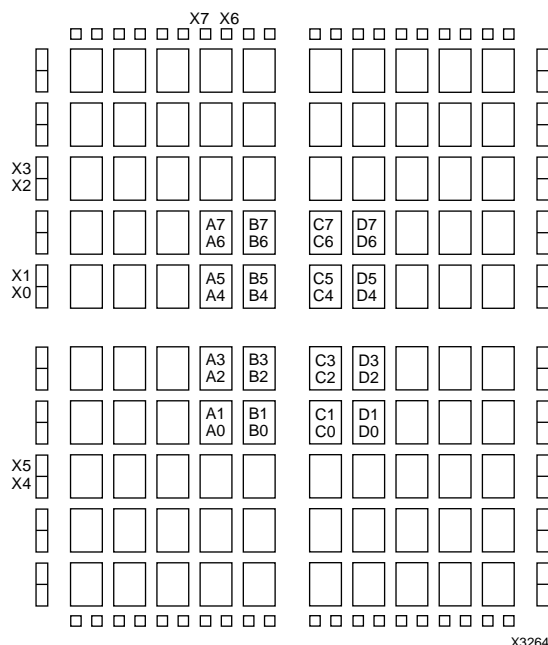 X7 X6
X3
X2
A7 B7 C7 D7
A6 B6 C6 D6
X1 A5 B5 C5 D5
X0 A4 B4 C4 D4
A3 B3 C3 D3
A2 B2 C2 D2
A1 B1 C1 D1
A0 B0 C0 D0
X5
X4
X3264